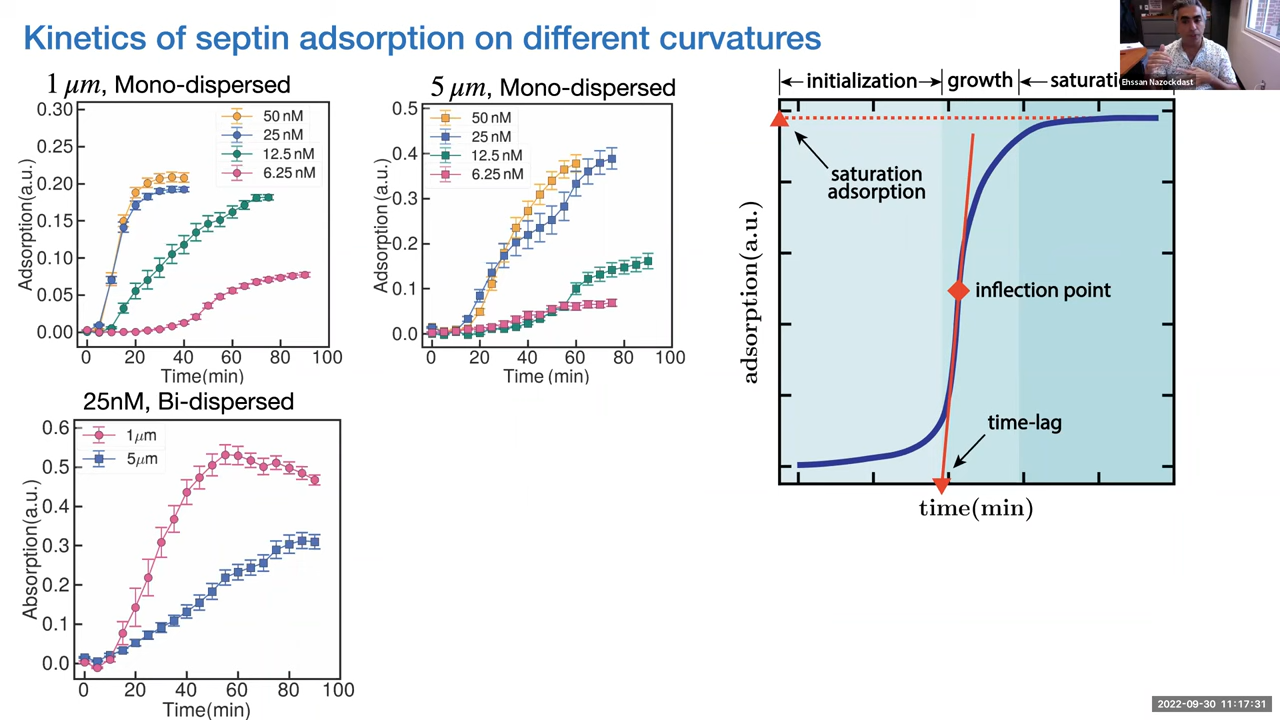 Kinetics of septin adsorption on different curvatures
Ehssan Nazockdast
1 μm, Mono-dispersed
0.30
0.25
0.20
0.15
0.10
0.05
0.00
Adsorption(a.u.)
50 nM
25 nM
12.5 nM
6.25 nM
0 20 40 60 80 100
Time(min)
5 μm, Mono-dispersed
0.5
0.4
0.3
0.2
0.1
0.0
Adsorption(a.u.)
50 nM
25 nM
12.5 nM
6.25 nM
0 20 40 60 80 100
Time (min)
initialization
growth
saturati
saturation
adsorption
inflection point
time-lag
adsorption(a.u.)
time(min)
25nM, Bi-dispersed
0.6
0.5
0.4
0.3
0.2
0.1
0.0
Absorption(a.u.)
1μm
5μm
0 20 40 60 80 100
Time(min)
2022-09-30 11:17:31